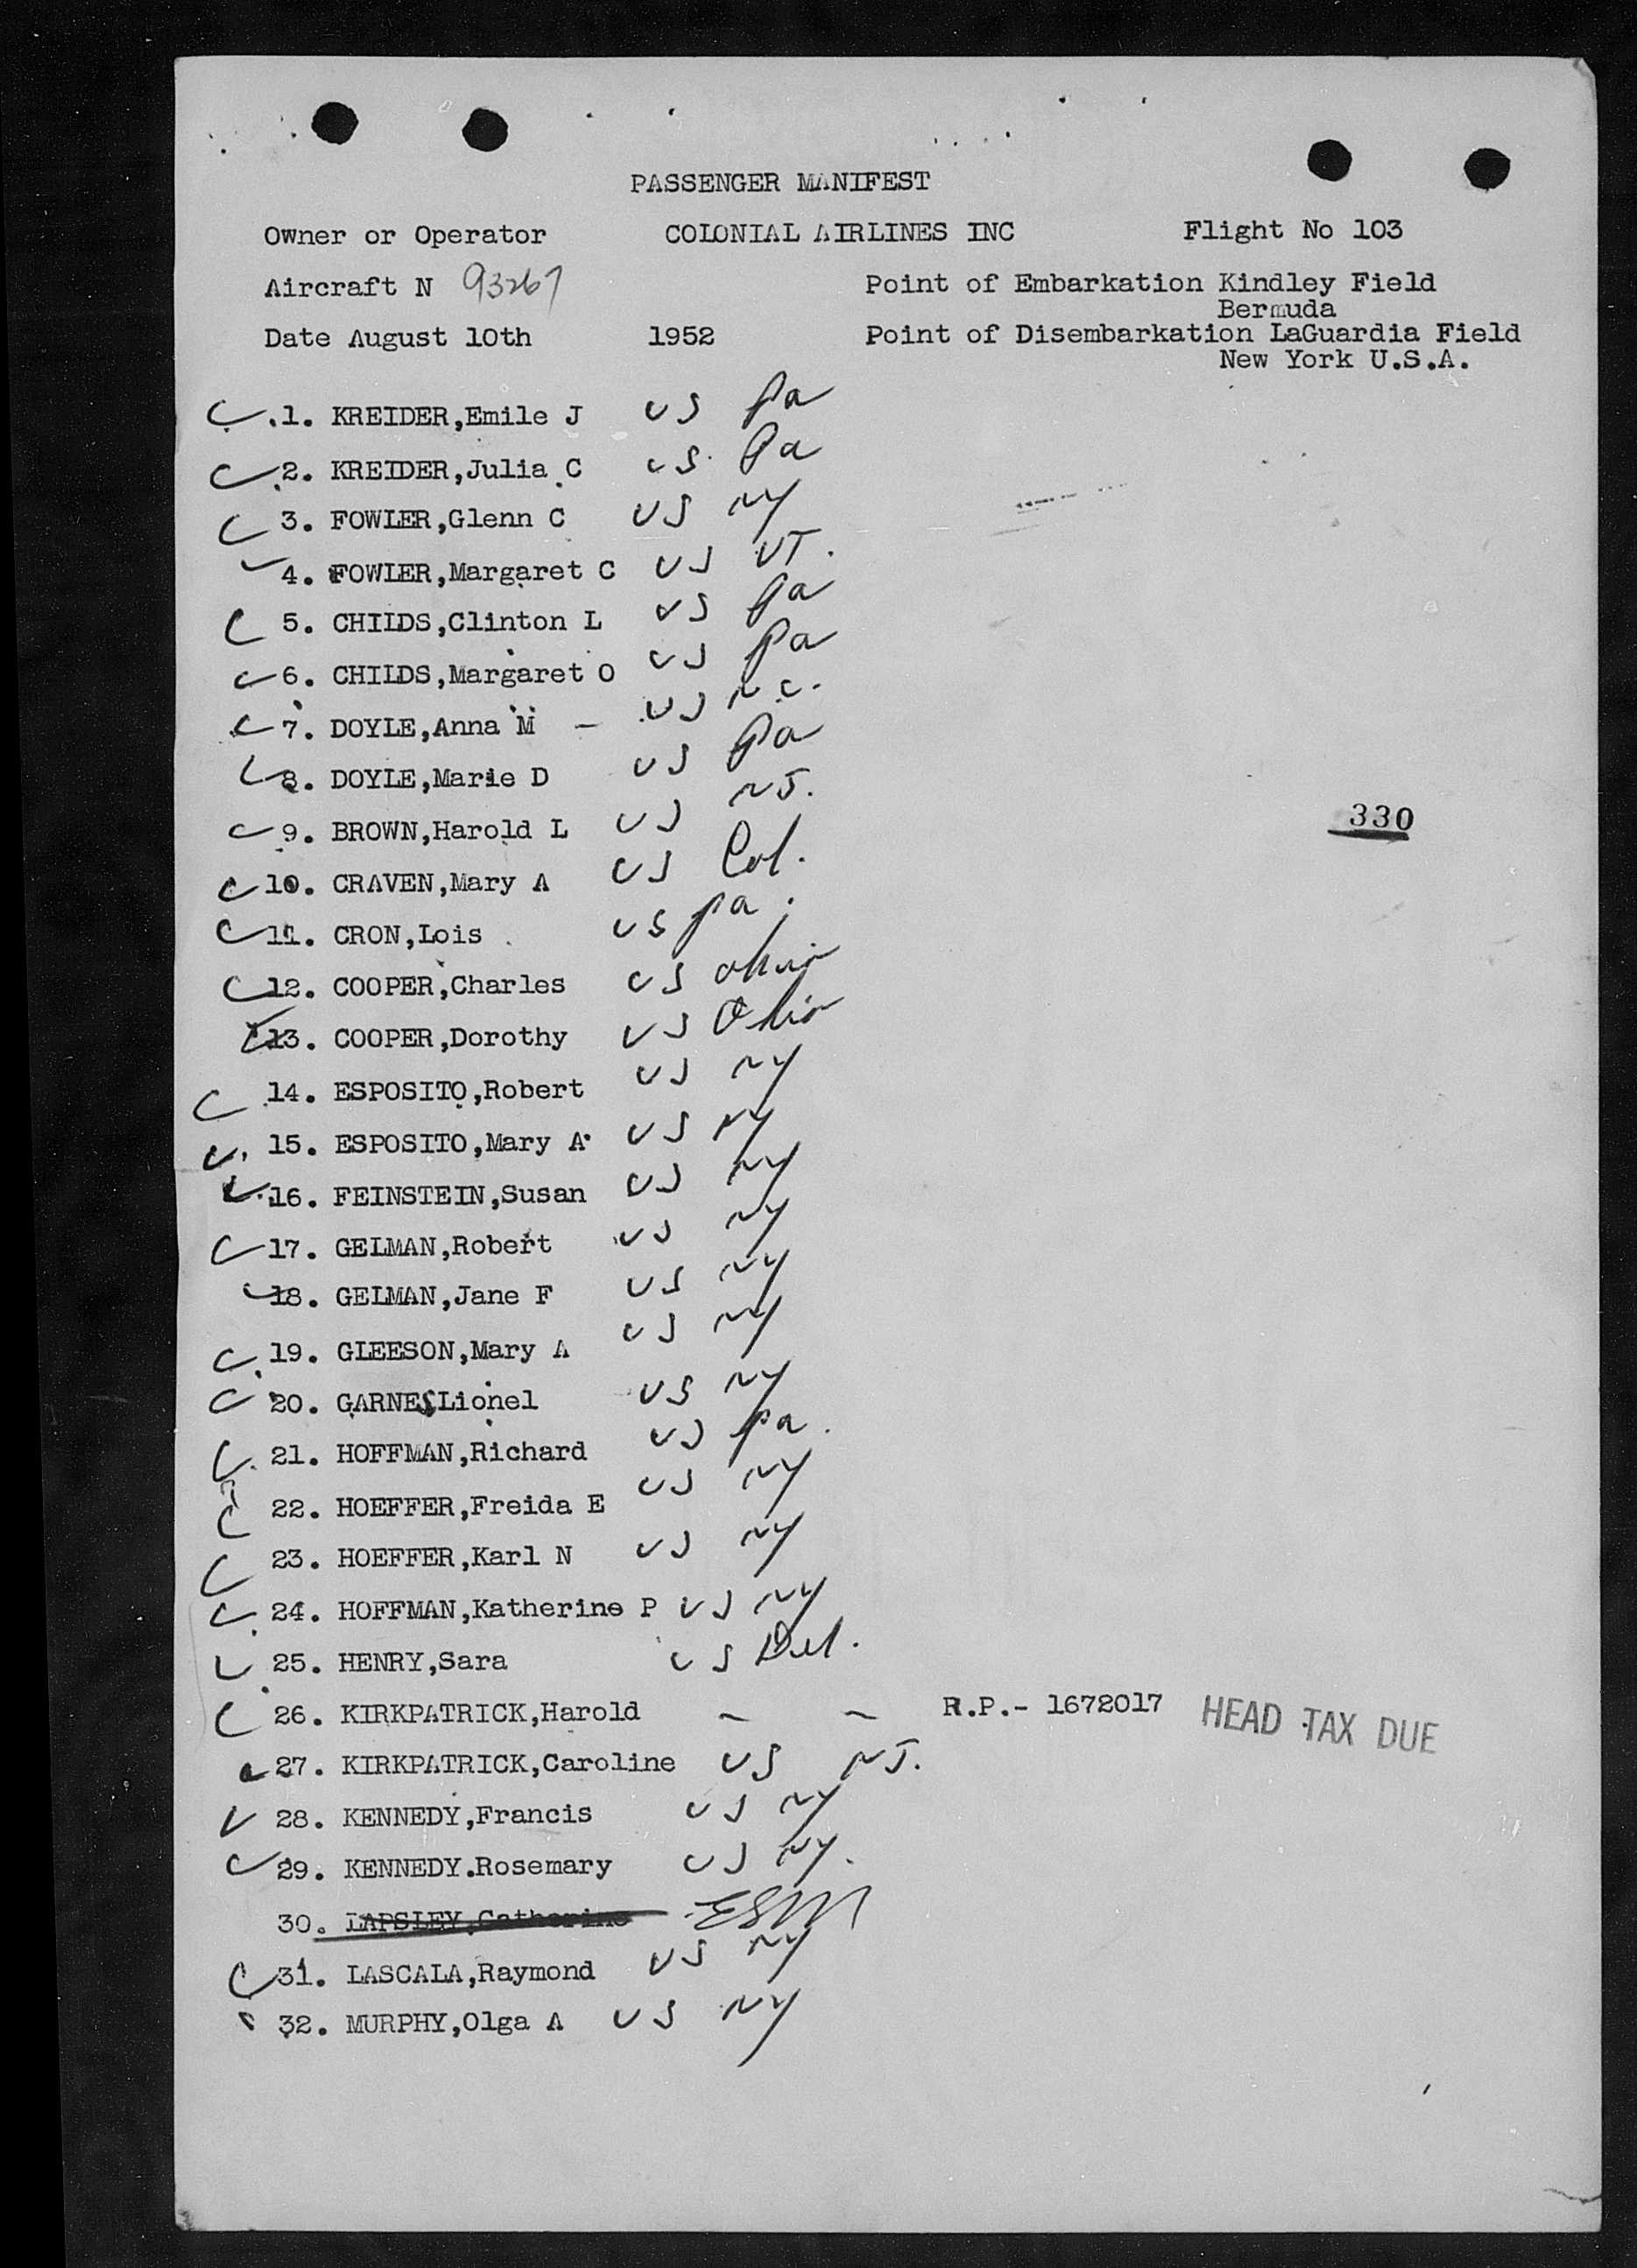 PASSENGER MANIFEST
Owner or Operator COLONIAL AIRLINES INC Flight No 103
Aircraft N 93267 Point of Embarkation Kindley Field
Bermuda
Date August 10th 1952 Point of Disembarkation LaGuardia Field
New York U.S.A.
1. KREIDER,Emile J US Pa
2. KREIDER,Julia C US Pa
3. FOWLER,Glenn C US NY
4. FOWLER,Margaret C US VT.
5. CHILDS,Clinton L US Pa
6. CHILDS,Margaret O US Pa
7. DOYLE,Anna M — US N.C.
8. DOYLE,Marie D US Pa
9. BROWN,Harold L US NJ.
330
10. CRAVEN,Mary A US Col.
11. CRON,Lois US Pa.
12. COOPER,Charles US Ohio
13. COOPER,Dorothy US Ohio
14. ESPOSITO,Robert US NY
15. ESPOSITO,Mary A US NY
16. FEINSTEIN,Susan US NY
17. GELMAN,Robert US NY
18. GELMAN,Jane F US NY
19. GLEESON,Mary A US NY
20. GARNES,Lionel US NY
21. HOFFMAN,Richard US Pa.
22. HOEFFER,Freida E US NY
23. HOEFFER,Karl N US NY
24. HOFFMAN,Katherine P US NY
25. HENRY,Sara US Del.
26. KIRKPATRICK,Harold — — R.P.- 1672017 HEAD TAX DUE
27. KIRKPATRICK,Caroline US NJ.
28. KENNEDY,Francis US NY
29. KENNEDY.Rosemary US NY.
30. LAPSLEY,Catherine ESM
31. LASCALA,Raymond US NY
32. MURPHY,Olga A US NY